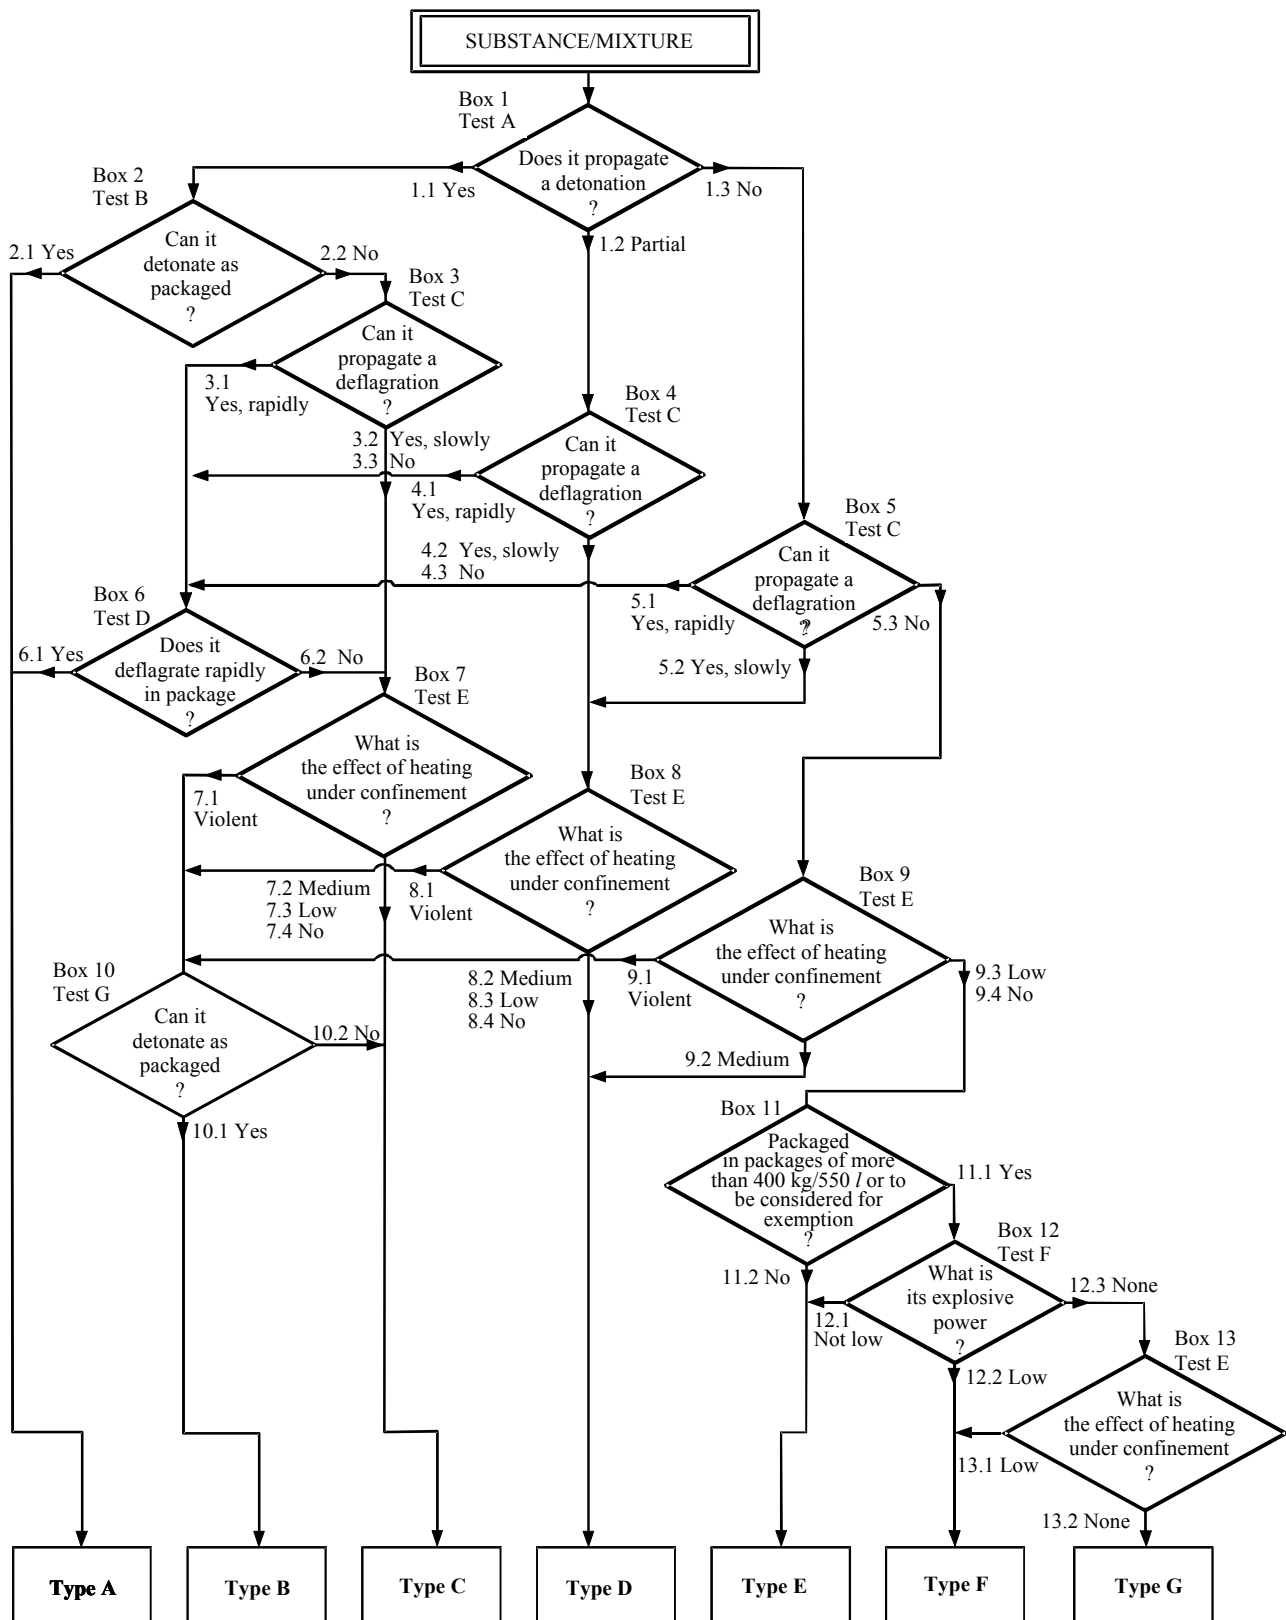 SUBSTANCE/MIXTURE
Box 1
Test A
Does it propagate
a detonation
?
1.1 Yes
1.3 No
1.2 Partial
Box 2
Test B
Can it
detonate as
packaged
?
2.1 Yes
2.2 No
Box 3
Test C
Can it
propagate a
deflagration
?
3.1
Yes, rapidly
3.2 Yes, slowly
3.3 No
Box 4
Test C
Can it
propagate a
deflagration
?
4.1
Yes, rapidly
4.2 Yes, slowly
4.3 No
Box 5
Test C
Can it
propagate a
deflagration
?
5.1
Yes, rapidly
5.3 No
5.2 Yes, slowly
Box 6
Test D
Does it
deflagrate rapidly
in package
?
6.1 Yes
6.2 No
Box 7
Test E
What is
the effect of heating
under confinement
?
7.1
Violent
7.2 Medium
7.3 Low
7.4 No
Box 8
Test E
What is
the effect of heating
under confinement
?
8.1
Violent
8.2 Medium
8.3 Low
8.4 No
Box 9
Test E
What is
the effect of heating
under confinement
?
9.1
Violent
9.3 Low
9.4 No
9.2 Medium
Box 10
Test G
Can it
detonate as
packaged
?
10.2 No
10.1 Yes
Box 11
Packaged
in packages of more
than 400 kg/550 l or to
be considered for
exemption
?
11.1 Yes
11.2 No
Box 12
Test F
What is
its explosive
power
?
12.3 None
12.1
Not low
12.2 Low
Box 13
Test E
What is
the effect of heating
under confinement
?
13.1 Low
13.2 None
Type A
Type B
Type C
Type D
Type E
Type F
Type G